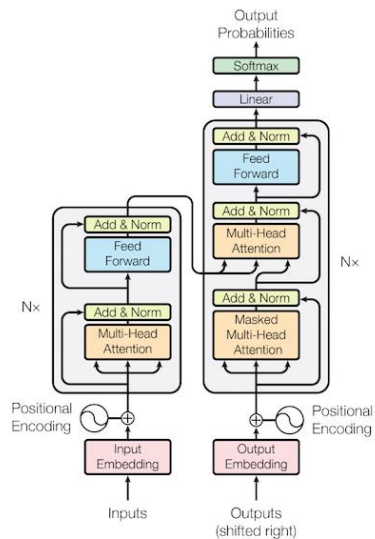 Output
Probabilities
Softmax
Linear
Add & Norm
Feed
Forward
Add & Norm
Multi-Head
Attention
Add & Norm
Masked
Multi-Head
Attention
Nx
Positional
Encoding
Output
Embedding
Outputs
(shifted right)
Add & Norm
Feed
Forward
Add & Norm
Multi-Head
Attention
Nx
Positional
Encoding
Input
Embedding
Inputs